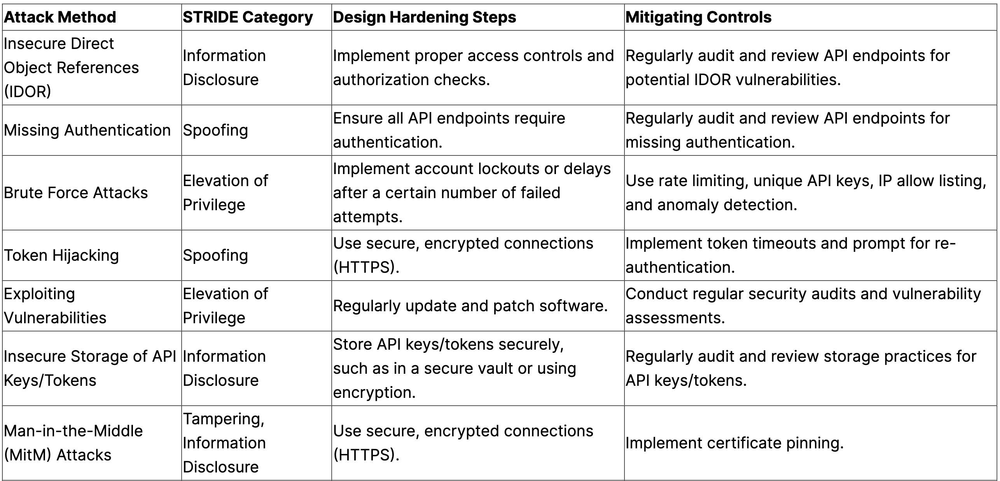 Attack Method
STRIDE Category
Design Hardening Steps
Mitigating Controls
Insecure Direct
Object References
(IDOR)
Information
Disclosure
Implement proper access controls and
authorization checks.
Regularly audit and review API endpoints for
potential IDOR vulnerabilities.
Missing Authentication
Spoofing
Ensure all API endpoints require
authentication.
Regularly audit and review API endpoints for
missing authentication.
Brute Force Attacks
Elevation of
Privilege
Implement account lockouts or delays
after a certain number of failed
attempts.
Use rate limiting, unique API keys, IP allow listing,
and anomaly detection.
Token Hijacking
Spoofing
Use secure, encrypted connections
(HTTPS).
Implement token timeouts and prompt for re-
authentication.
Exploiting
Vulnerabilities
Elevation of
Privilege
Regularly update and patch software.
Conduct regular security audits and vulnerability
assessments.
Insecure Storage of API
Keys/Tokens
Information
Disclosure
Store API keys/tokens securely,
such as in a secure vault or using
encryption.
Regularly audit and review storage practices for
API keys/tokens.
Man-in-the-Middle
(MitM) Attacks
Tampering,
Information
Disclosure
Use secure, encrypted connections
(HTTPS).
Implement certificate pinning.